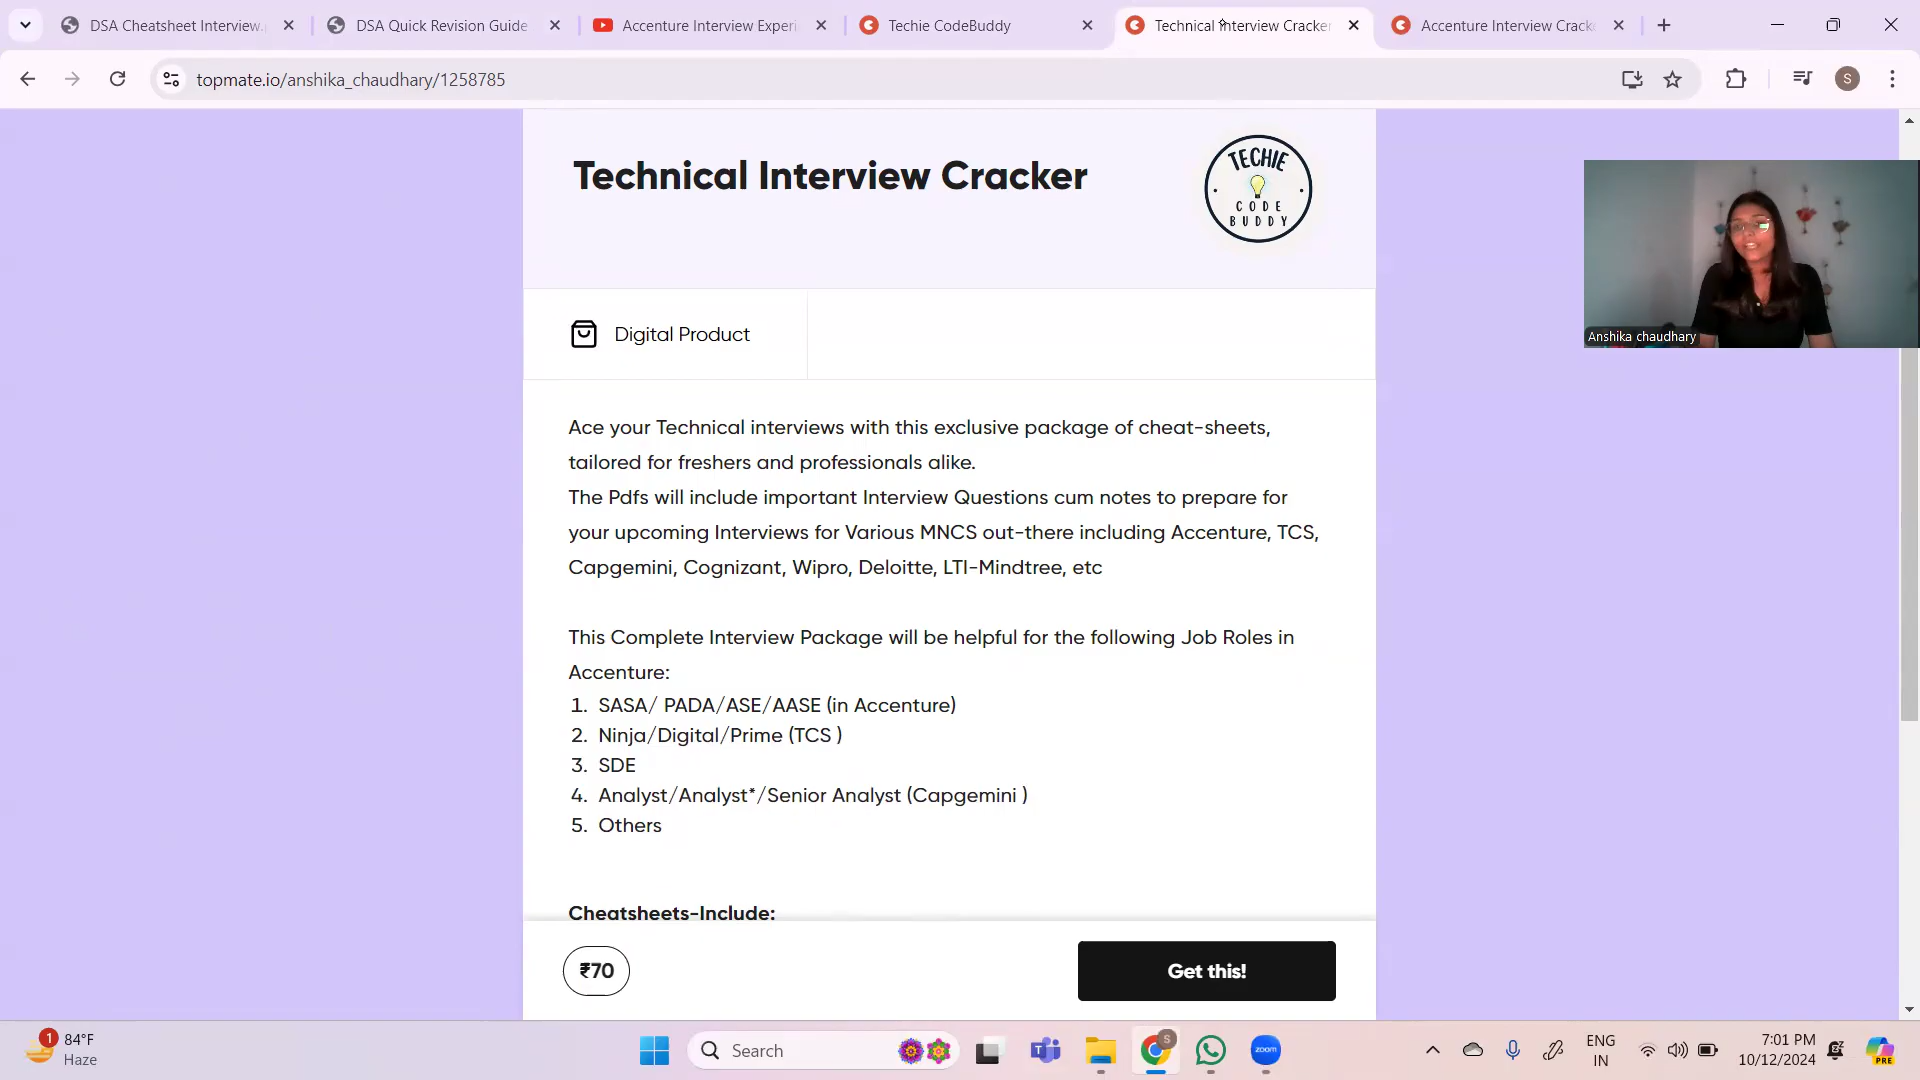 DSA Cheatsheet Interview.
DSA Quick Revision Guide
Accenture Interview Experi
Techie CodeBuddy
Technical Interview Cracker
Accenture Interview Cracke
topmate.io/anshika_chaudhary/1258785
S
Technical Interview Cracker
TECHIE
CODE
BUDDY
Digital Product
Anshika chaudhary
Ace your Technical interviews with this exclusive package of cheat-sheets,
tailored for freshers and professionals alike.
The Pdfs will include important Interview Questions cum notes to prepare for
your upcoming Interviews for Various MNCS out-there including Accenture, TCS,
Capgemini, Cognizant, Wipro, Deloitte, LTI-Mindtree, etc
This Complete Interview Package will be helpful for the following Job Roles in
Accenture:
1. SASA/ PADA/ASE/AASE (in Accenture)
2. Ninja/Digital/Prime (TCS )
3. SDE
4. Analyst/Analyst*/Senior Analyst (Capgemini )
5. Others
Cheatsheets-Include:
₹70
Get this!
1
84°F
Haze
Search
S
zoom
ENG
IN
7:01 PM
10/12/2024
PRE